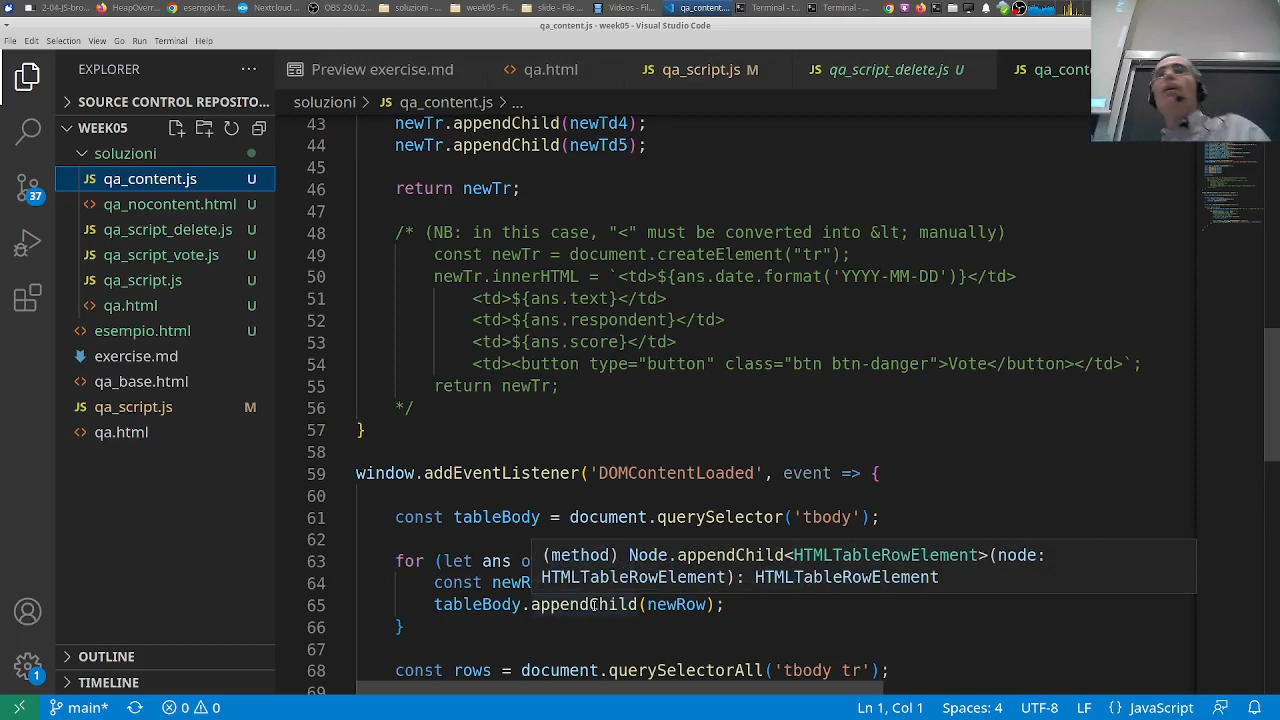 2-04-JS-bro...
HeapOver...
esempio.ht...
Nextcloud ...
OBS 29.0.2...
soluzioni - ...
week05 - ...
Videos - Fil...
qa_content...
Terminal - t...
Terminal - ...
qa_content.js - week05 - Visual Studio Code
File Edit Selection View Go Run Terminal Help
EXPLORER ...
Preview exercise.md
qa.html
JS qa_script.js M
JS qa_script_delete.js U
JS qa_cont
SOURCE CONTROL REPOSITO...
soluzioni > JS qa_content.js > ...
WEEK05
soluzioni
JS qa_content.js U
qa_nocontent.html U
JS qa_script_delete.js U
JS qa_script_vote.js U
JS qa_script.js U
qa.html U
esempio.html U
exercise.md
qa_base.html
JS qa_script.js M
qa.html
OUTLINE
TIMELINE
37
1
43 newTr.appendChild(newTd4);
44 newTr.appendChild(newTd5);
45
46 return newTr;
47
48 /* (NB: in this case, "<" must be converted into &lt; manually)
49 const newTr = document.createElement("tr");
50 newTr.innerHTML = `<td>${ans.date.format('YYYY-MM-DD')}</td>
51 <td>${ans.text}</td>
52 <td>${ans.respondent}</td>
53 <td>${ans.score}</td>
54 <td><button type="button" class="btn btn-danger">Vote</button></td>`;
55 return newTr;
56 */
57 }
58
59 window.addEventListener('DOMContentLoaded', event => {
60
61 const tableBody = document.querySelector('tbody');
62
(method) Node.appendChild<HTMLTableRowElement>(node:
HTMLTableRowElement): HTMLTableRowElement
63 for (let ans o
64 const newR
65 tableBody.appendChild(newRow);
66 }
67
68 const rows = document.querySelectorAll('tbody tr');
69
main* 0 0 Ln 1, Col 1 Spaces: 4 UTF-8 LF {} JavaScript